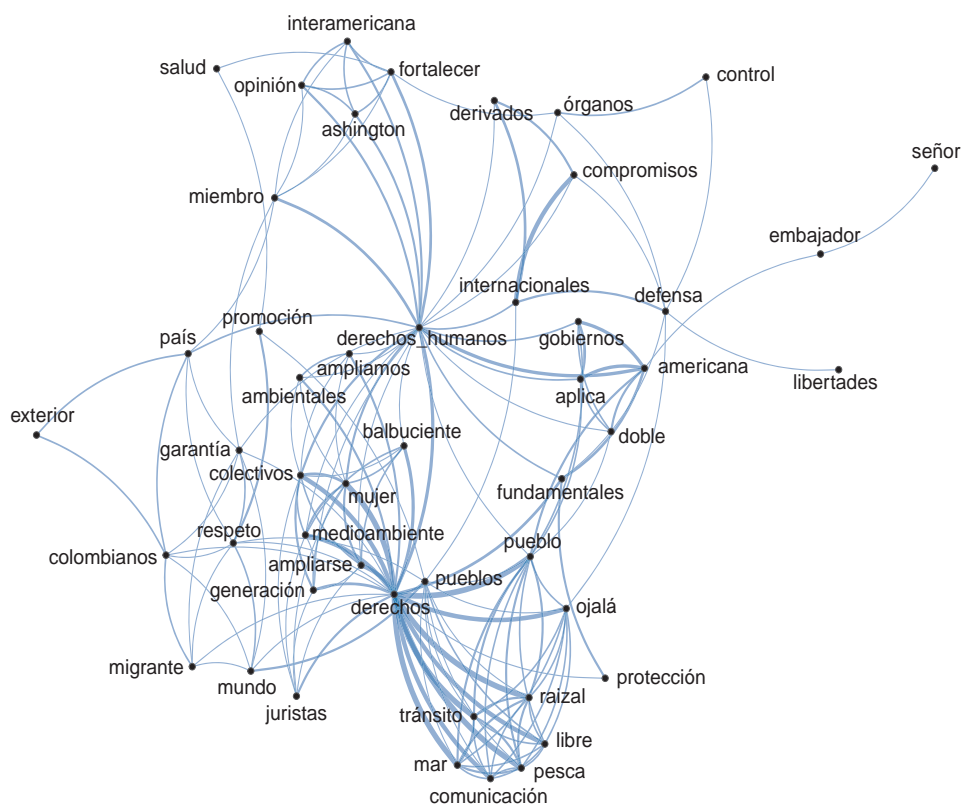 interamericana
salud
fortalecer
control
opinión
derivados
órganos
ashington
señor
compromisos
miembro
embajador
internacionales
defensa
promoción
país
derechos_humanos
gobiernos
ampliamos
americana
ambientales
aplica
libertades
exterior
balbuciente
doble
garantía
colectivos
mujer
fundamentales
respeto
medioambiente
pueblo
colombianos
ampliarse
pueblos
generación
derechos
ojalá
migrante
mundo
protección
juristas
tránsito
raizal
libre
mar
pesca
comunicación